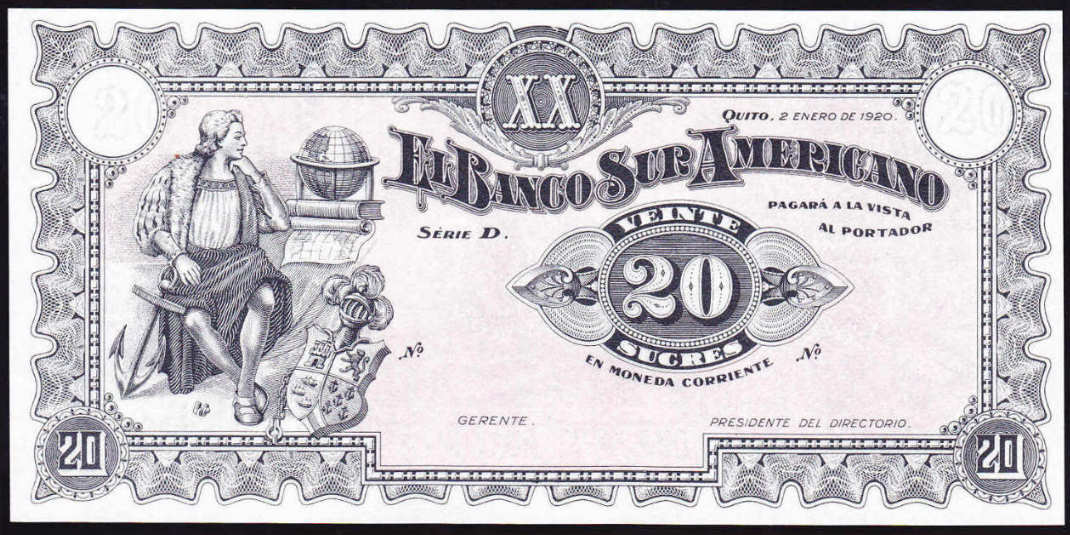 XX
20
20
QUITO, 2 ENERO DE 1920.
EL BANCO SUR AMERICANO
PAGARÁ A LA VISTA
AL PORTADOR
SÉRIE D.
VEINTE
20
SUCRES
EN MONEDA CORRIENTE
Nº
Nº
GERENTE.
PRESIDENTE DEL DIRECTORIO.
20
20